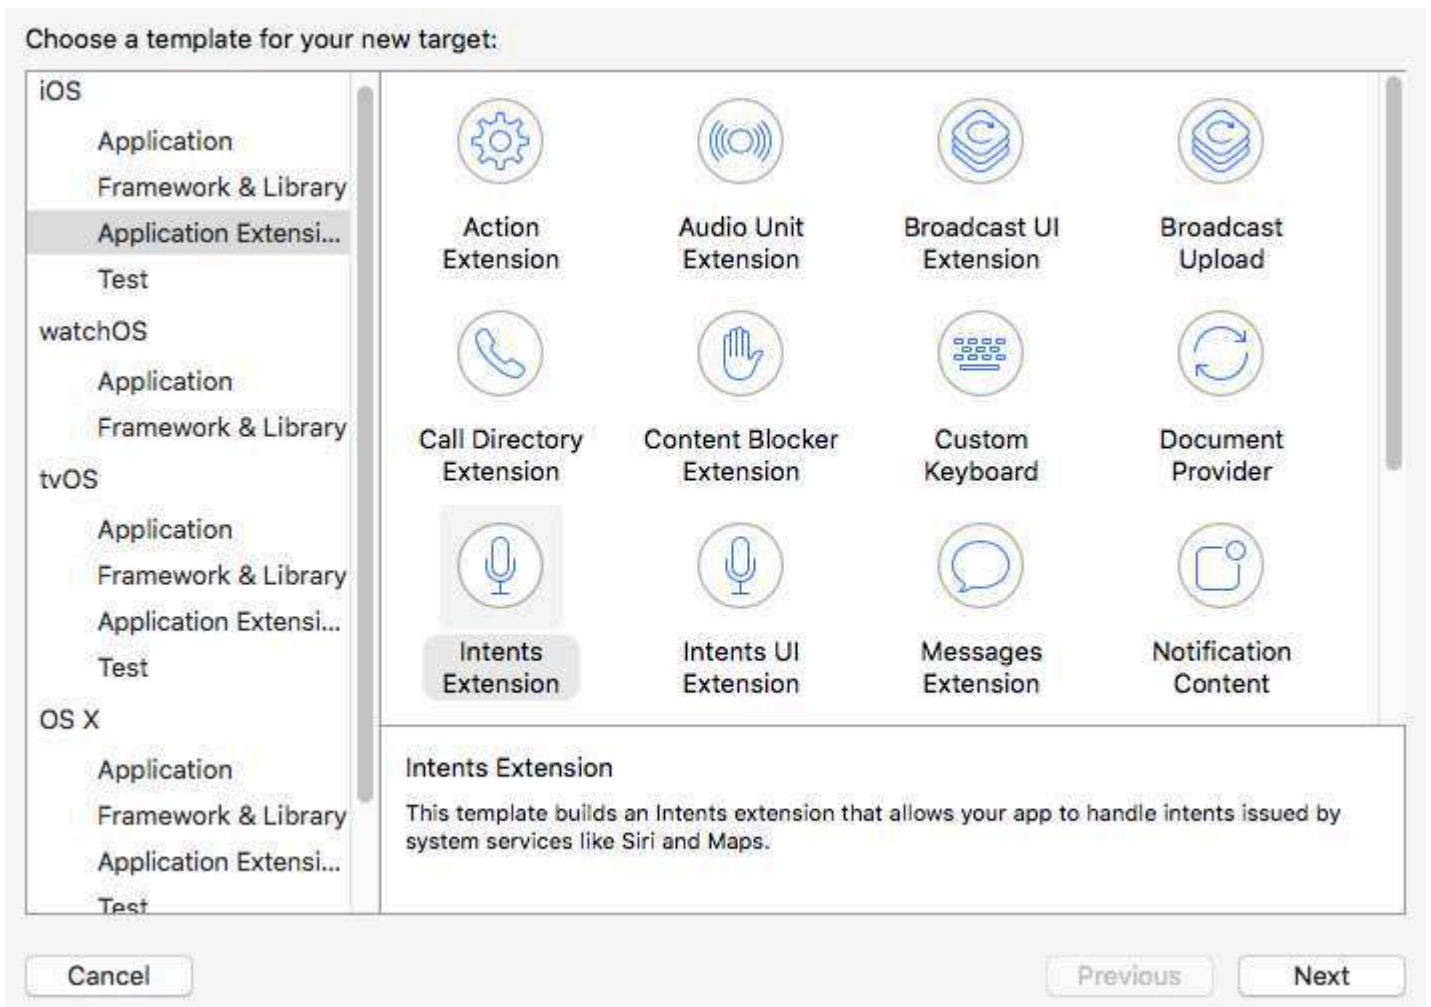 Choose a template for your new target:
iOS
Application
Framework & Library
Application Extensi...
Test
watchOS
Application
Framework & Library
tvOS
Application
Framework & Library
Application Extensi...
Test
OS X
Application
Framework & Library
Application Extensi...
Test
Action
Extension
Audio Unit
Extension
Broadcast UI
Extension
Broadcast
Upload
Call Directory
Extension
Content Blocker
Extension
Custom
Keyboard
Document
Provider
Intents
Extension
Intents UI
Extension
Messages
Extension
Notification
Content
Intents Extension
This template builds an Intents extension that allows your app to handle intents issued by
system services like Siri and Maps.
Cancel
Previous
Next